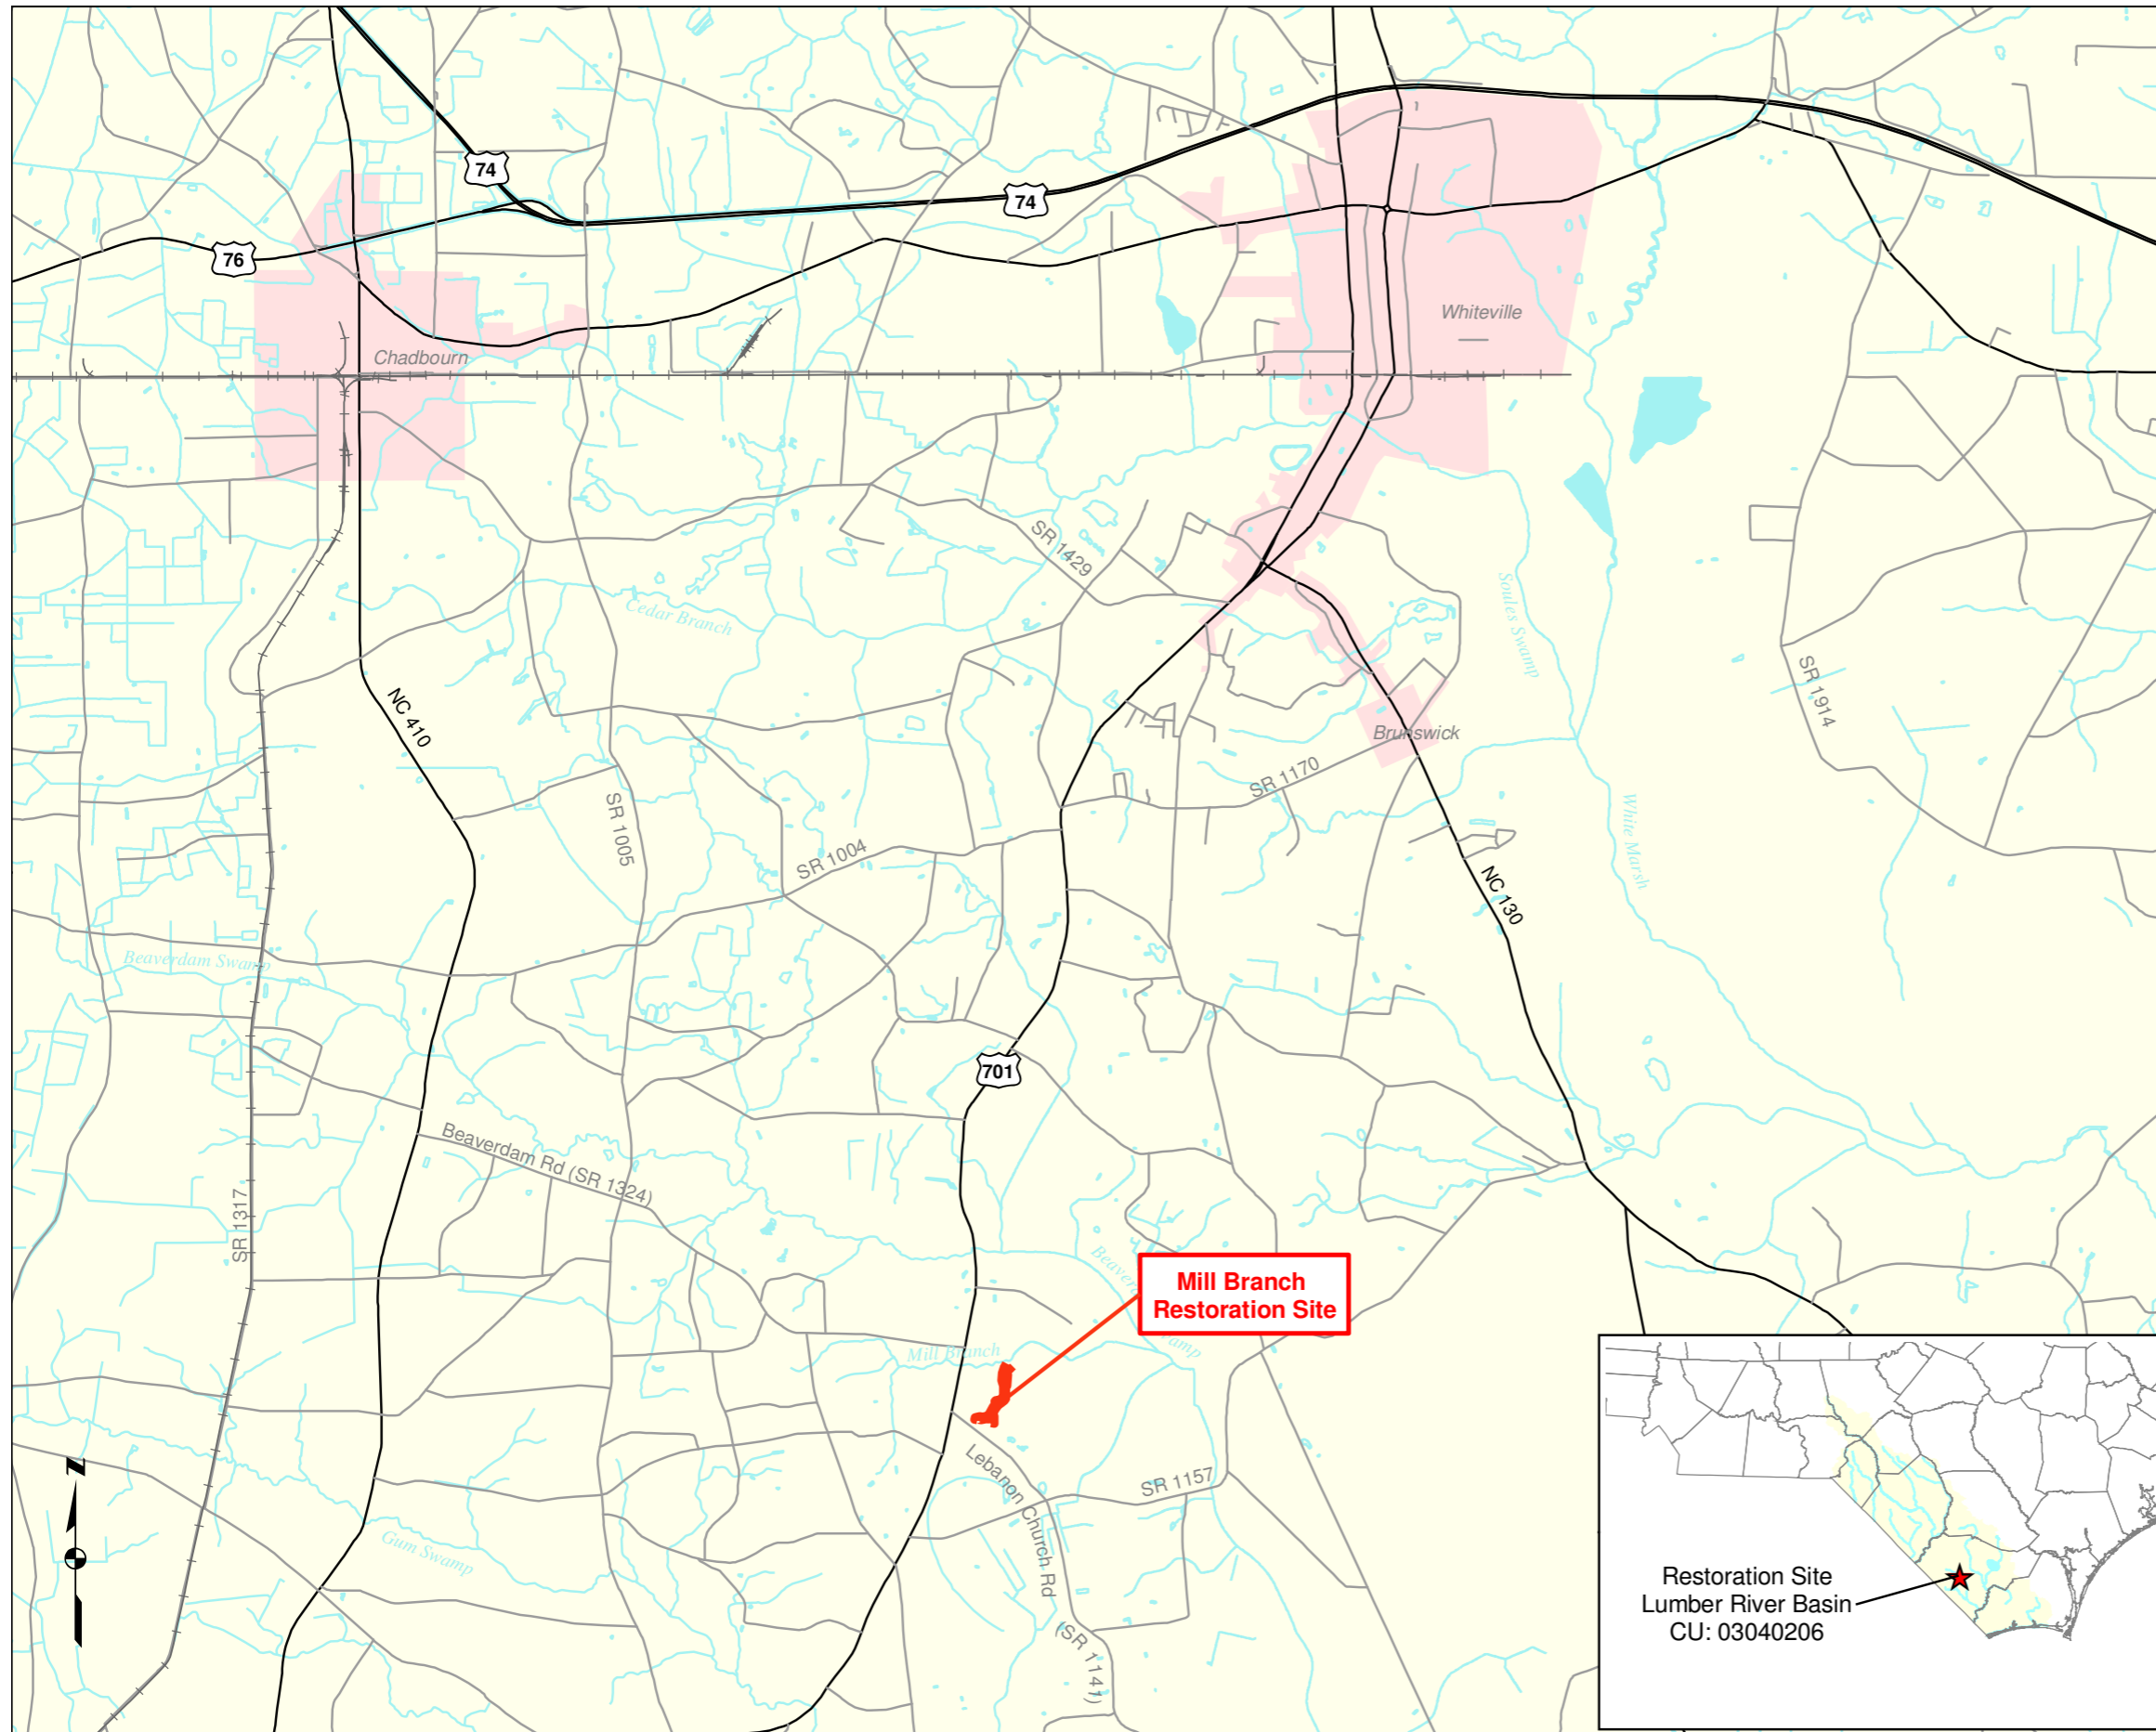 74
74
76
Whiteville
Chadbourn
SR 1429
Cedar Branch
Soules Swamp
SR 1914
NC 410
Brunswick
SR 1170
SR 1005
White Marsh
SR 1004
NC 130
Beaverdam Swamp
701
Beaverdam Rd (SR 1324)
SR 1317
Mill Branch
Restoration Site
Mill Branch
Lebanon Church Rd
(SR 1141)
SR 1157
Gum Swamp
N
Restoration Site
Lumber River Basin
CU: 03040206